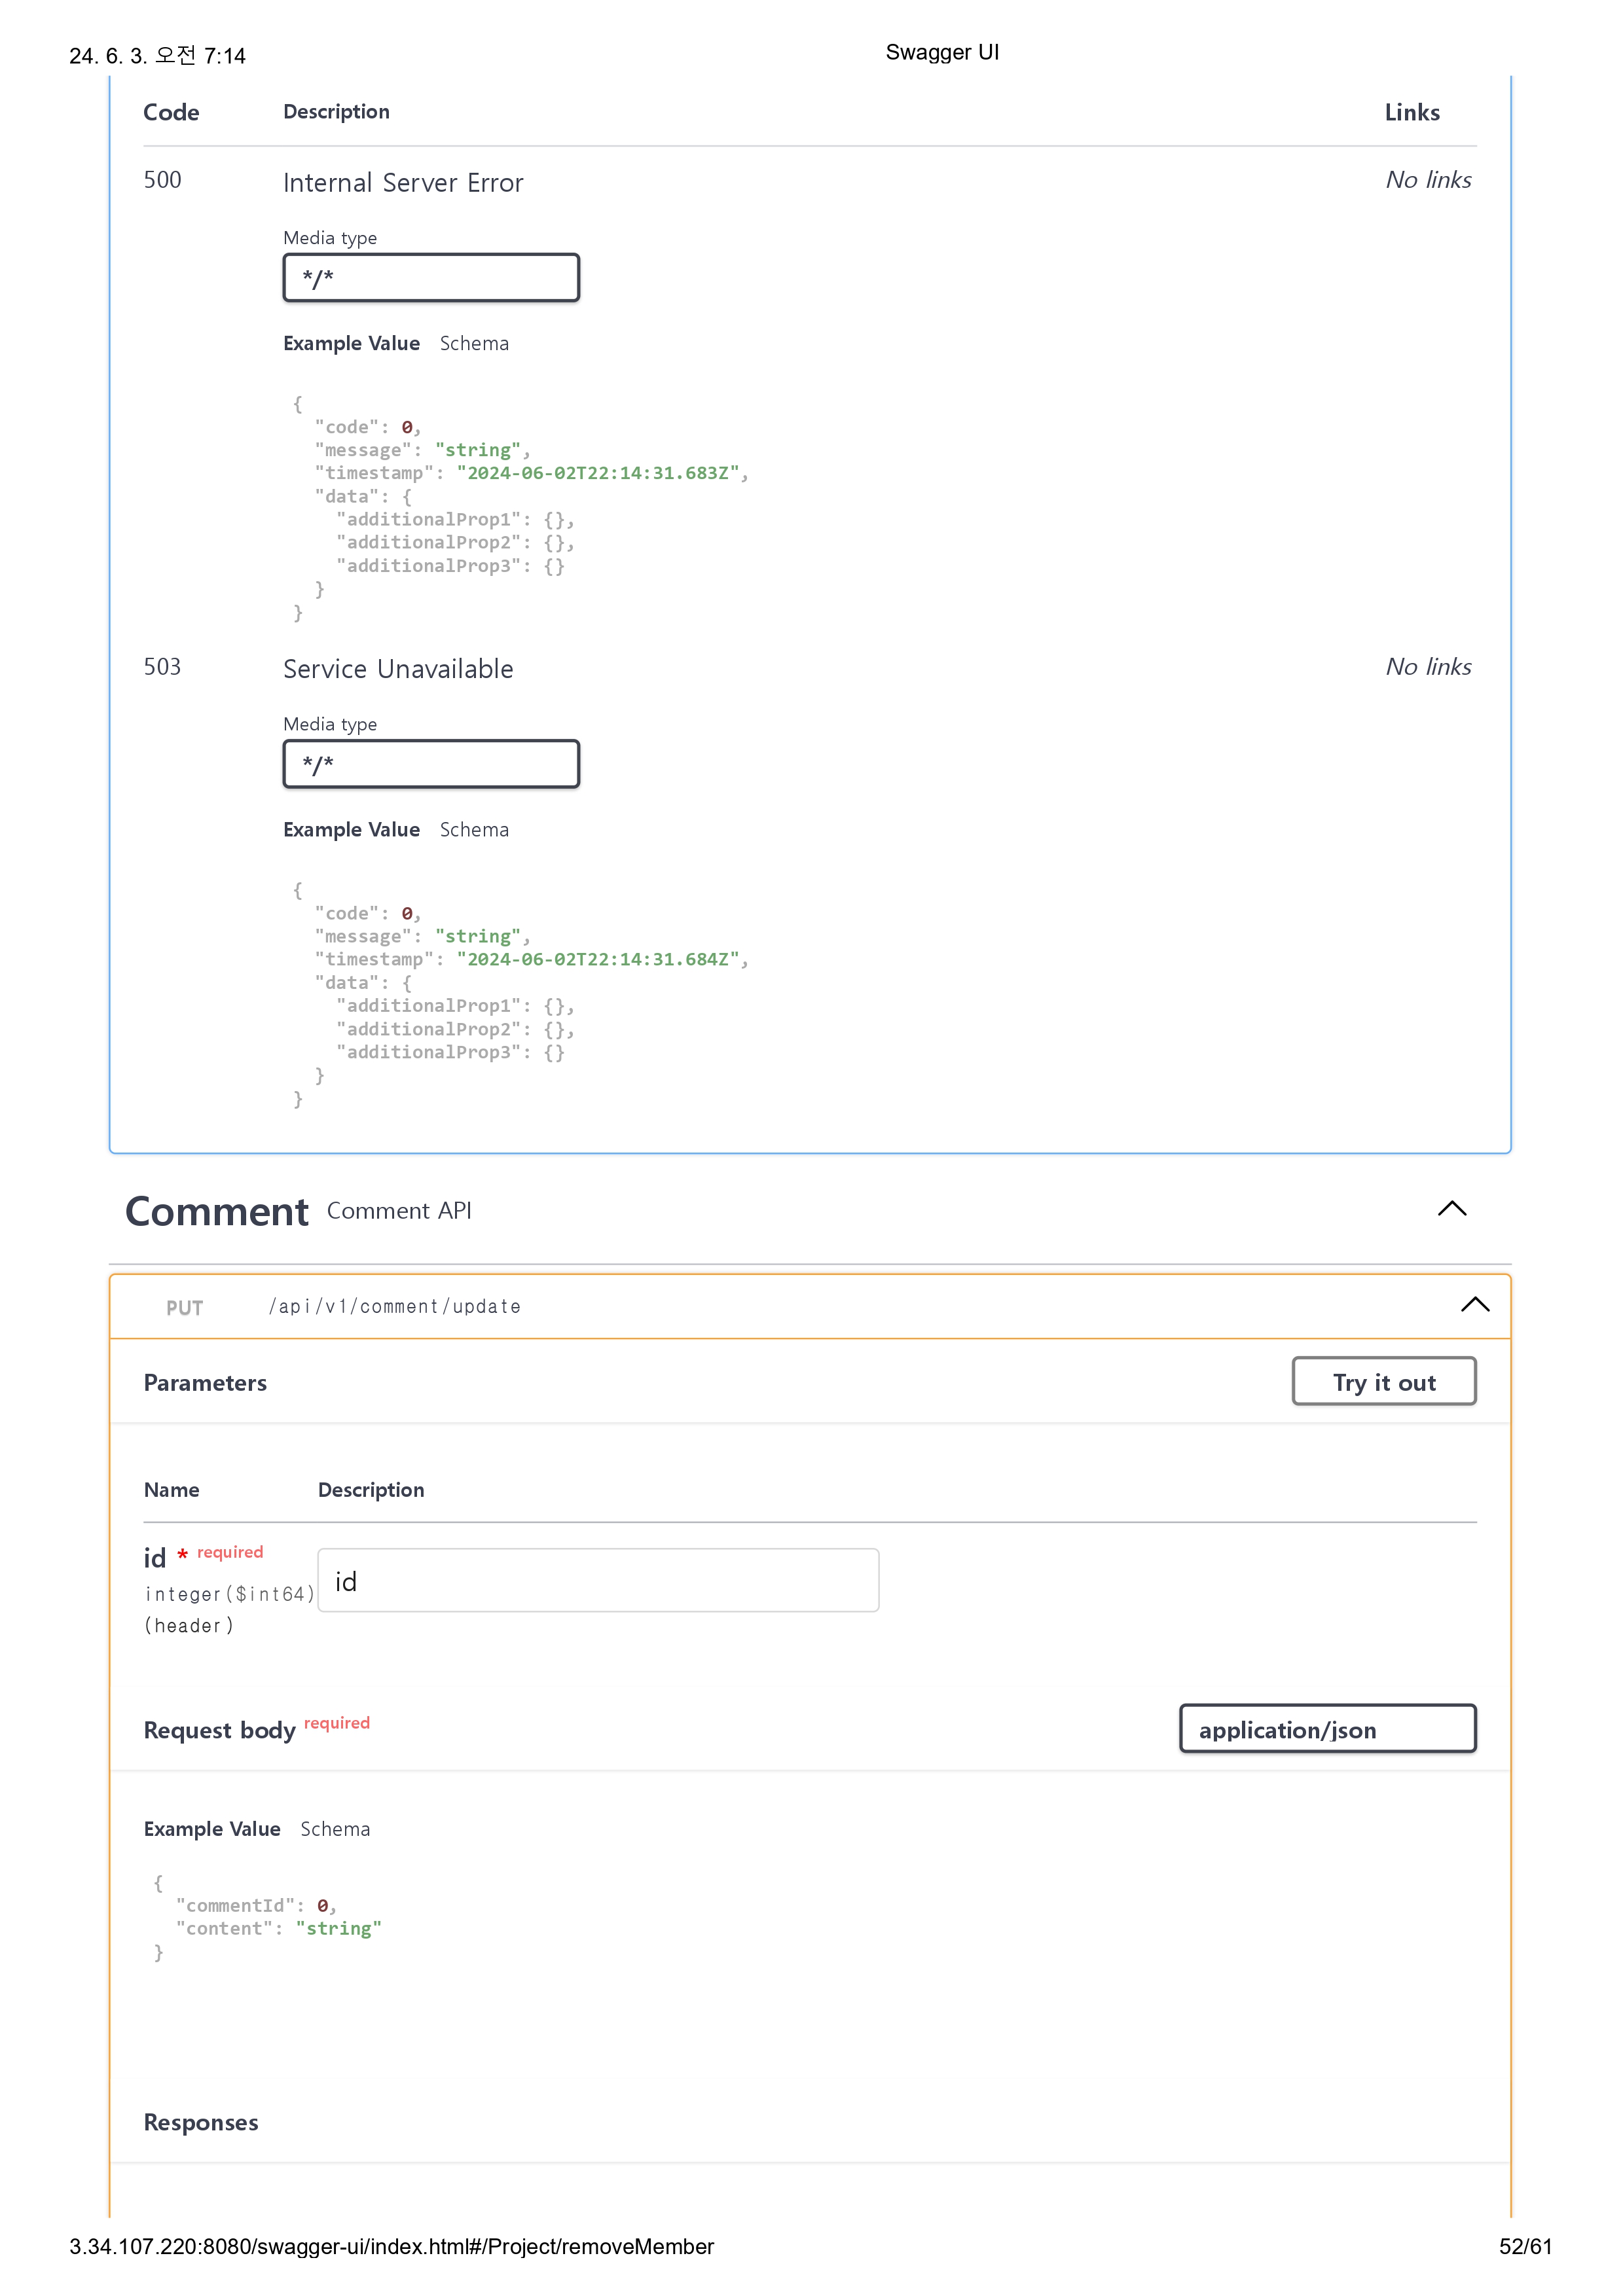 24. 6. 3. 오전 7:14 Swagger UI
Code Description Links
500 Internal Server Error No links
Media type
*/*
Example Value Schema
{
"code": 0,
"message": "string",
"timestamp": "2024-06-02T22:14:31.683Z",
"data": {
"additionalProp1": {},
"additionalProp2": {},
"additionalProp3": {}
}
}
503 Service Unavailable No links
Media type
*/*
Example Value Schema
{
"code": 0,
"message": "string",
"timestamp": "2024-06-02T22:14:31.684Z",
"data": {
"additionalProp1": {},
"additionalProp2": {},
"additionalProp3": {}
}
}
Comment Comment API
PUT /api/v1/comment/update
Parameters Try it out
Name Description
id * required id
integer($int64)
(header)
Request body required application/json
Example Value Schema
{
"commentId": 0,
"content": "string"
}
Responses
3.34.107.220:8080/swagger-ui/index.html#/Project/removeMember 52/61